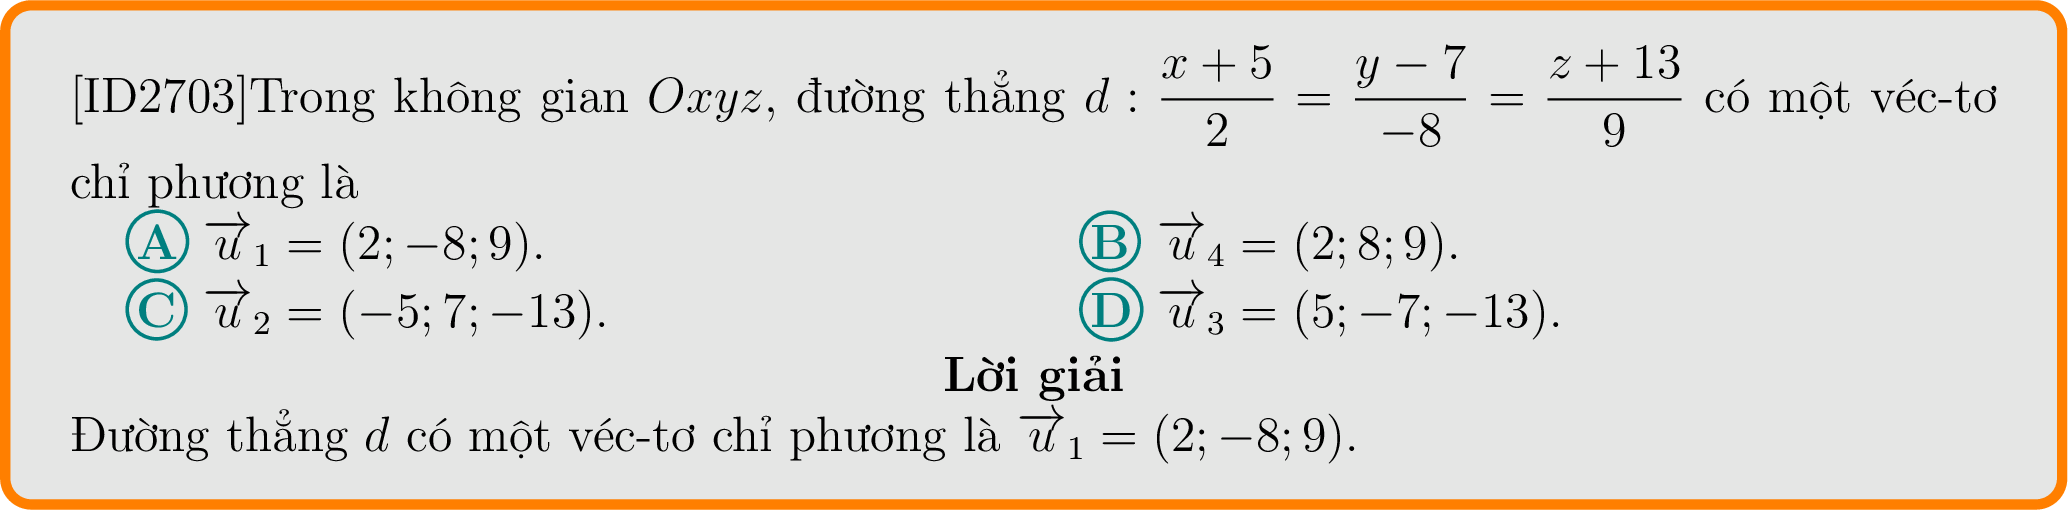 [ID2703]Trong không gian Oxyz, đường thẳng d : \frac{x + 5}{2} = \frac{y − 7}{−8} = \frac{z + 13}{9} có một véc-tơ
chỉ phương là
A \overrightarrow{u}_1 = (2; −8; 9). B \overrightarrow{u}_4 = (2; 8; 9).
C \overrightarrow{u}_2 = (−5; 7; −13). D \overrightarrow{u}_3 = (5; −7; −13).
Lời giải
Đường thẳng d có một véc-tơ chỉ phương là \overrightarrow{u}_1 = (2; −8; 9).